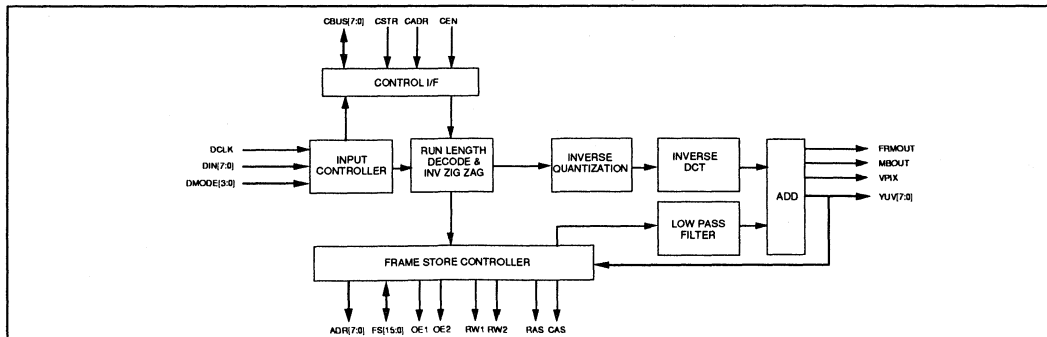 CBUS[7:0] CSTR CADR CEN
CONTROL I/F
DCLK
DIN[7:0]
DMODE[3:0]
INPUT
CONTROLLER
RUN LENGTH
DECODE &
INV ZIG ZAG
INVERSE
QUANTIZATION
INVERSE
DCT
LOW PASS
FILTER
ADD
FRMOUT
MBOUT
VPIX
YUV[7:0]
FRAME STORE CONTROLLER
ADR[7:0] FS[15:0] OE1 OE2 RW1 RW2 RAS CAS